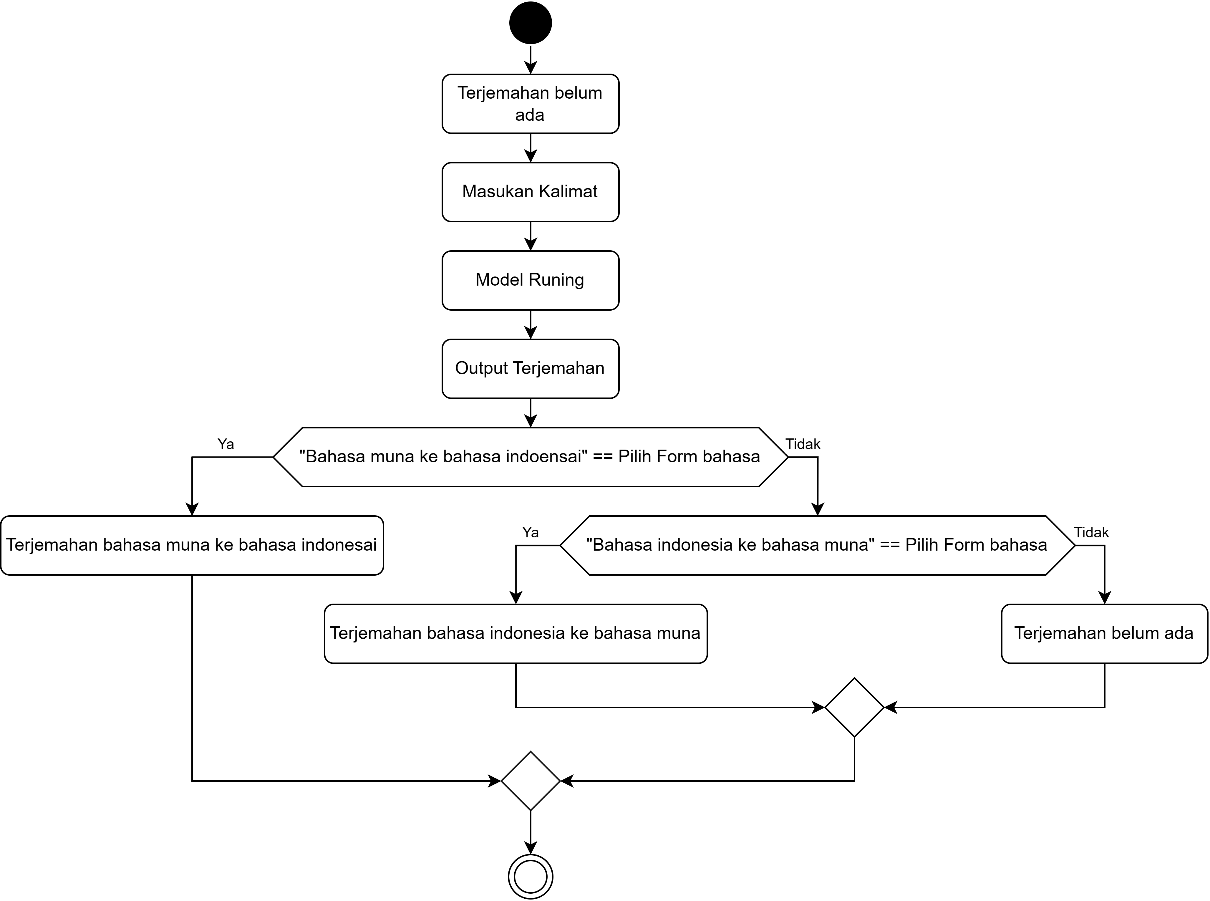 Terjemahan belum
ada
Masukan Kalimat
Model Runing
Output Terjemahan
Ya
"Bahasa muna ke bahasa indoensai" == Pilih Form bahasa
Tidak
Terjemahan bahasa muna ke bahasa indonesai
Ya
"Bahasa indonesia ke bahasa muna" == Pilih Form bahasa
Tidak
Terjemahan bahasa indonesia ke bahasa muna
Terjemahan belum ada